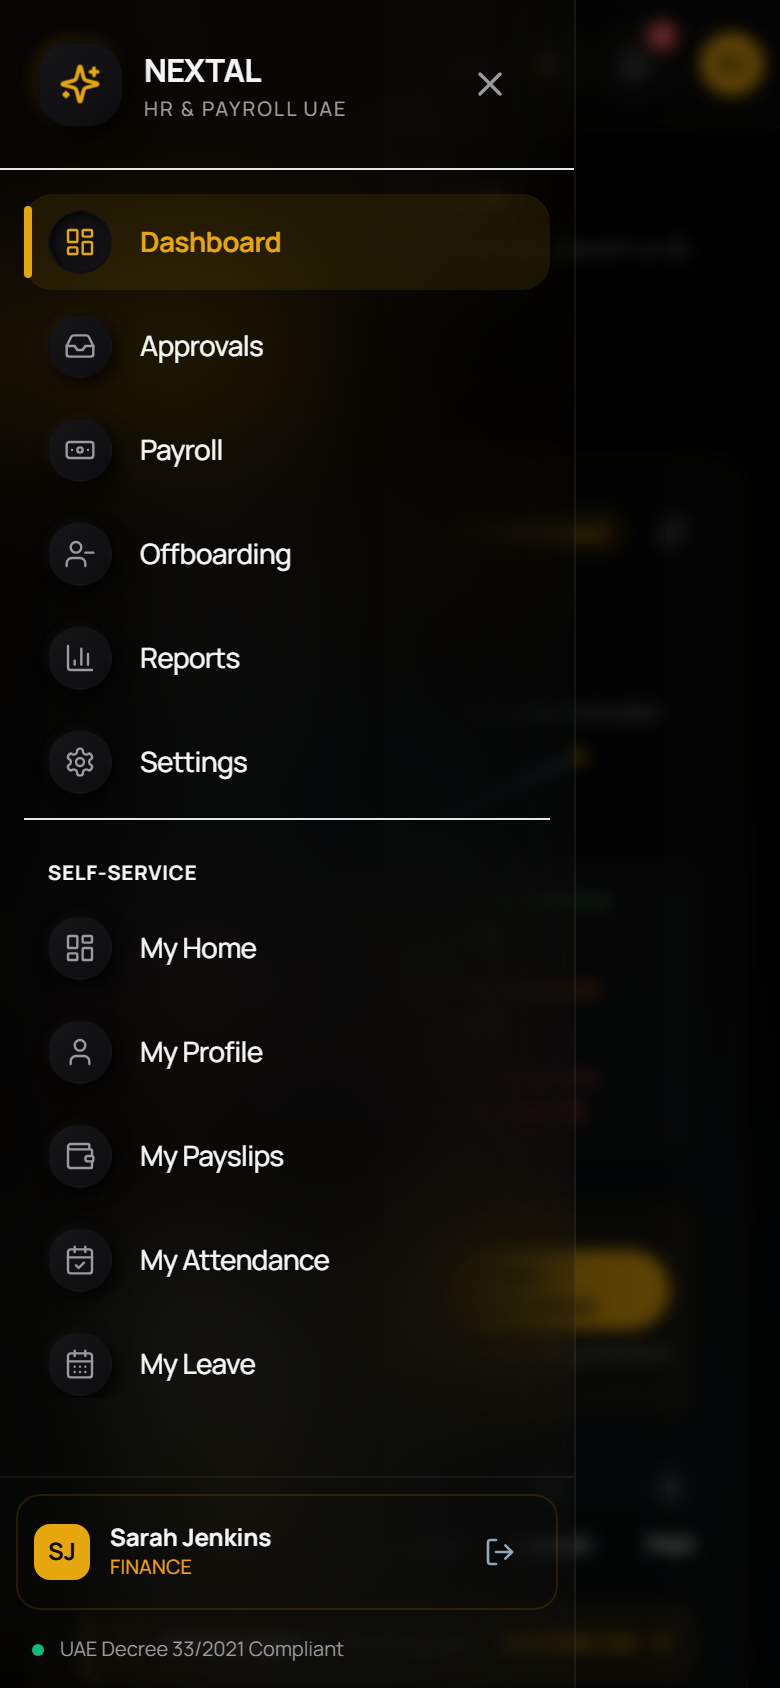 NEXTAL
HR & PAYROLL UAE
Dashboard
Approvals
Payroll
Offboarding
Reports
Settings
SELF-SERVICE
My Home
My Profile
My Payslips
My Attendance
My Leave
SJ
Sarah Jenkins
FINANCE
UAE Decree 33/2021 Compliant